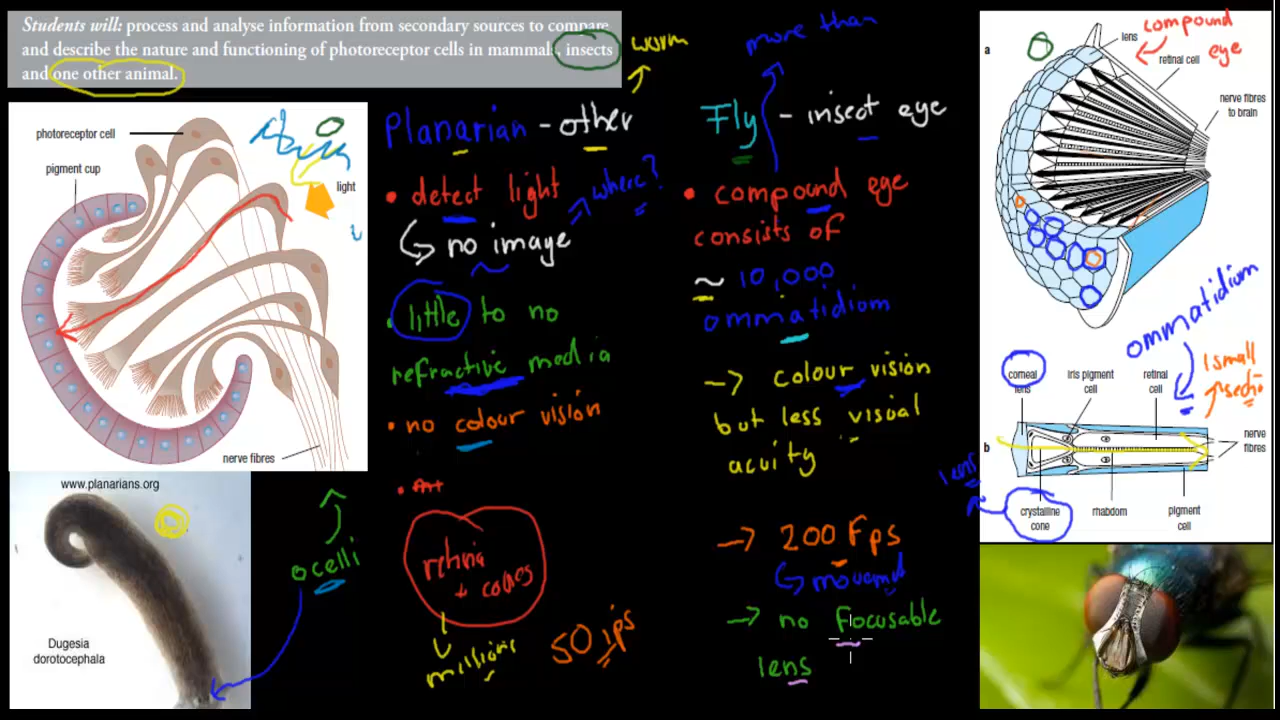 Students will: process and analyse information from secondary sources to compare
and describe the nature and functioning of photoreceptor cells in mammals, insects
and one other animal.
worm
photoreceptor cell
pigment cup
light
nerve fibres
www.planarians.org
Dugesia
dorotocephala
ocelli
Planarian - other
• detect light
where?
↳ no image
• little to no
refractive media
• no colour vision
•
retina
+ cones
millions
50 ips
more than
Fly - insect eye
• compound eye
consists of
~ 10,000
ommatidiom
→ colour vision
but less visual
acuity
→ 200 Fps
↳ movement
→ no focusable
lens
a
lens
compound
eye
retinal cell
nerve fibres
to brain
ommatidium
1 small
b
corneal
lens
iris pigment
cell
retinal
cell
nerve
fibres
lens
crystalline
cone
rhabdom
pigment
cell